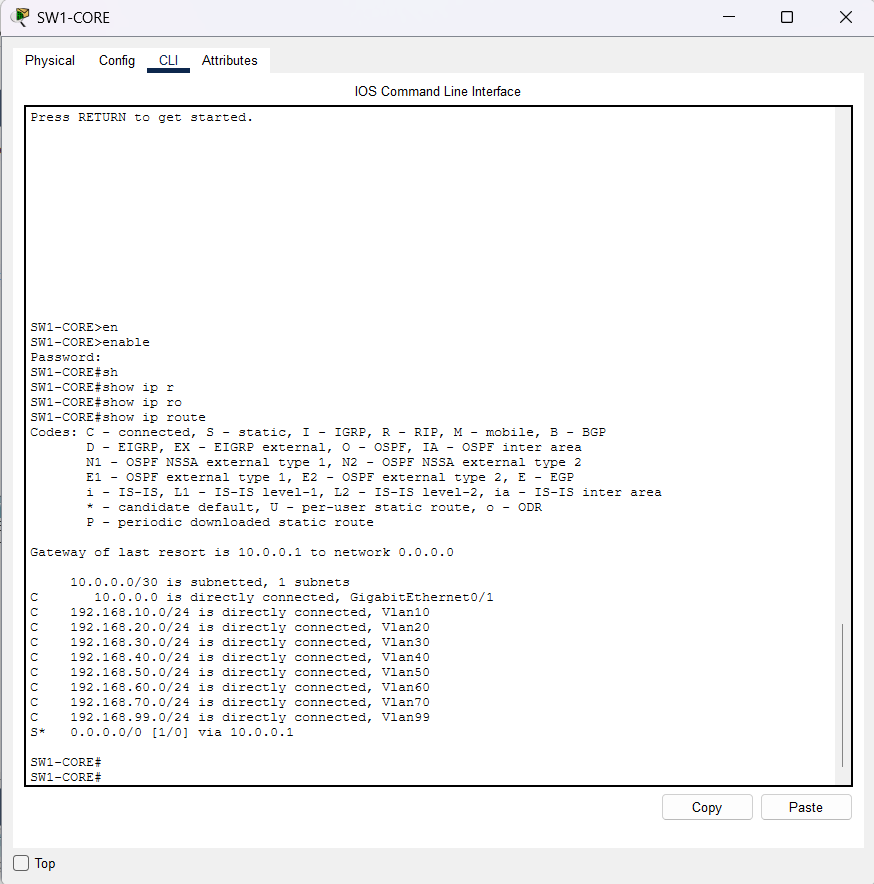 SW1-CORE
Physical Config CLI Attributes
IOS Command Line Interface
Press RETURN to get started.
SW1-CORE>en
SW1-CORE>enable
Password:
SW1-CORE#sh
SW1-CORE#show ip r
SW1-CORE#show ip ro
SW1-CORE#show ip route
Codes: C - connected, S - static, I - IGRP, R - RIP, M - mobile, B - BGP
       D - EIGRP, EX - EIGRP external, O - OSPF, IA - OSPF inter area
       N1 - OSPF NSSA external type 1, N2 - OSPF NSSA external type 2
       E1 - OSPF external type 1, E2 - OSPF external type 2, E - EGP
       i - IS-IS, L1 - IS-IS level-1, L2 - IS-IS level-2, ia - IS-IS inter area
       * - candidate default, U - per-user static route, o - ODR
       P - periodic downloaded static route
Gateway of last resort is 10.0.0.1 to network 0.0.0.0
     10.0.0.0/30 is subnetted, 1 subnets
C       10.0.0.0 is directly connected, GigabitEthernet0/1
C    192.168.10.0/24 is directly connected, Vlan10
C    192.168.20.0/24 is directly connected, Vlan20
C    192.168.30.0/24 is directly connected, Vlan30
C    192.168.40.0/24 is directly connected, Vlan40
C    192.168.50.0/24 is directly connected, Vlan50
C    192.168.60.0/24 is directly connected, Vlan60
C    192.168.70.0/24 is directly connected, Vlan70
C    192.168.99.0/24 is directly connected, Vlan99
S*   0.0.0.0/0 [1/0] via 10.0.0.1
SW1-CORE#
SW1-CORE#
Copy Paste
Top